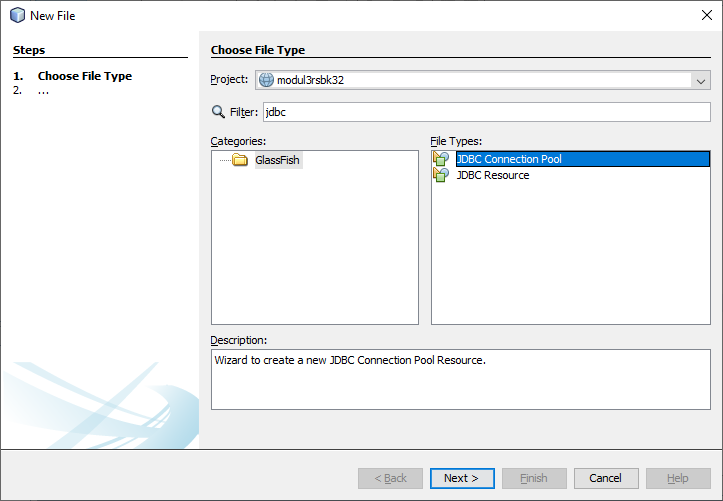 New File
Steps
1. Choose File Type
2. ...
Choose File Type
Project: modul3rsbk32
Filter: jdbc
Categories:
GlassFish
File Types:
JDBC Connection Pool
JDBC Resource
Description:
Wizard to create a new JDBC Connection Pool Resource.
< Back
Next >
Finish
Cancel
Help